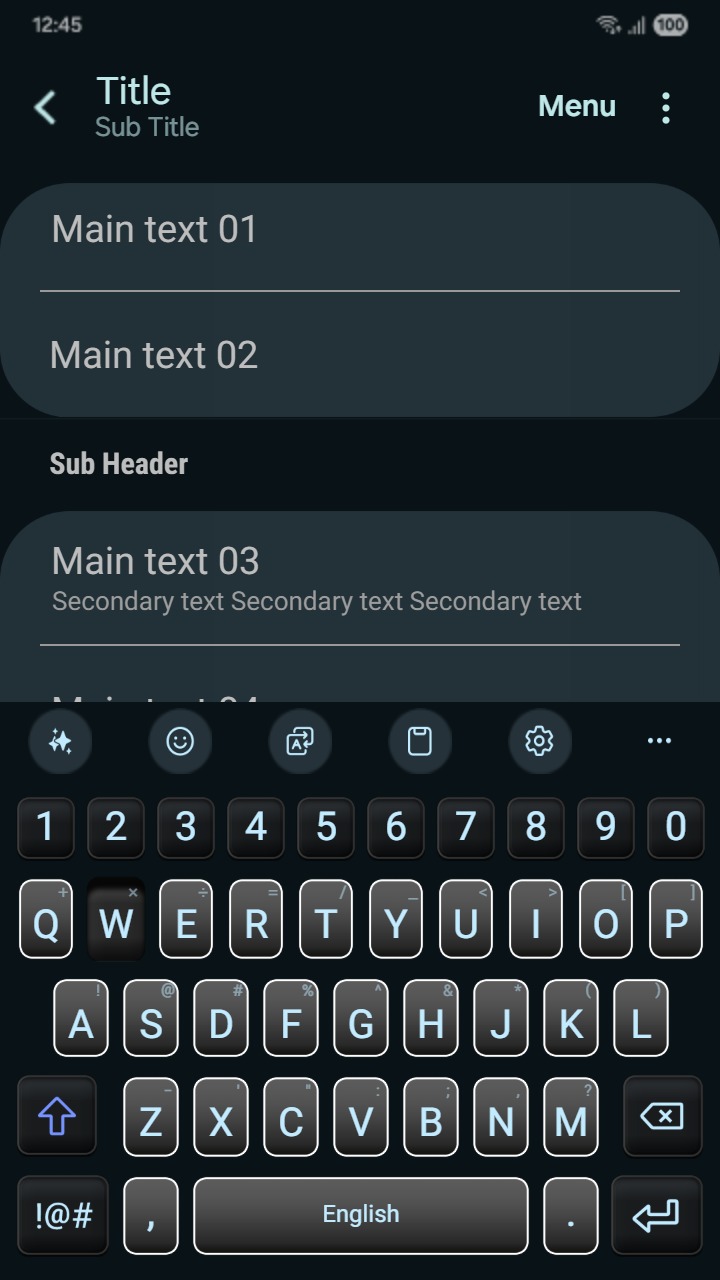 12:45
100
Title
Sub Title
Menu
Main text 01
Main text 02
Sub Header
Main text 03
Secondary text Secondary text Secondary text
1 2 3 4 5 6 7 8 9 0
+ × ÷ = / _ < > [ ]
Q W E R T Y U I O P
! @ # % ^ & * ( )
A S D F G H J K L
- ' " : ; , ?
Z X C V B N M
!@# , English .